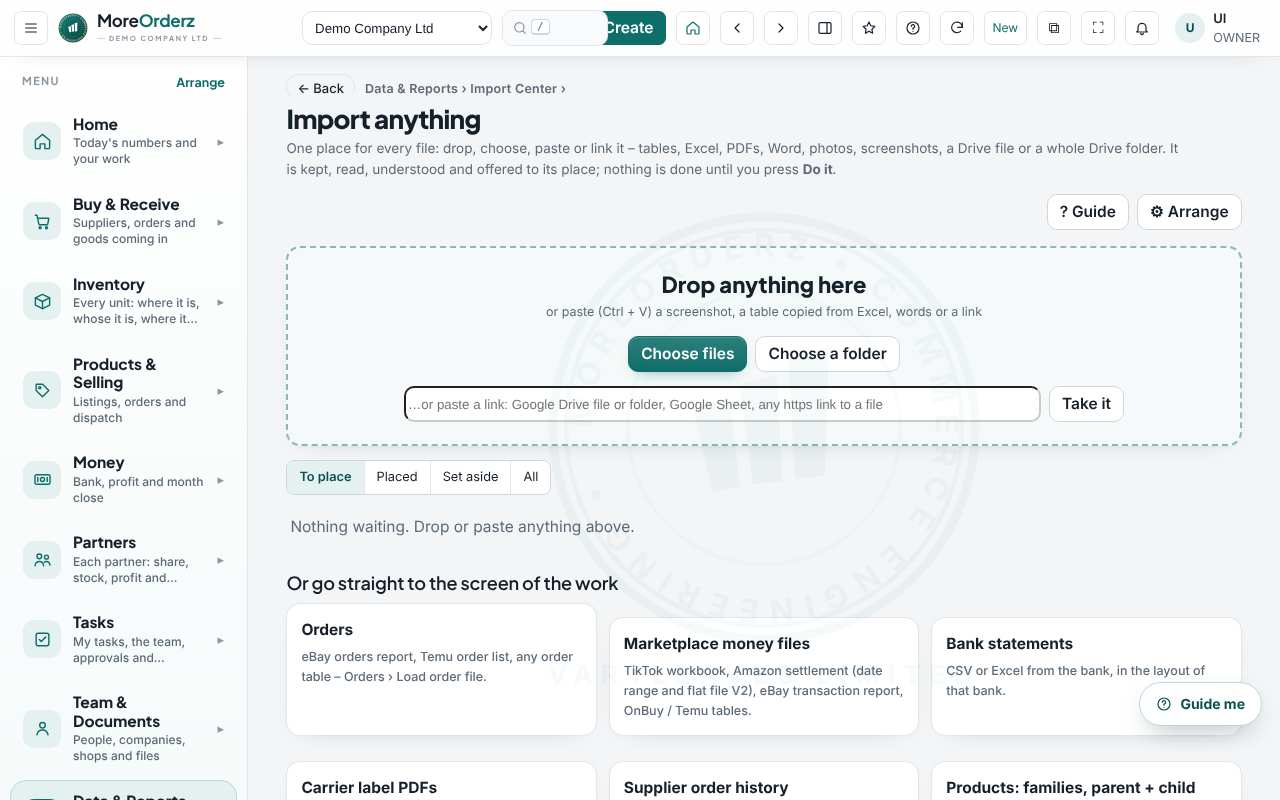 MoreOrderz
— DEMO COMPANY LTD —
Demo Company Ltd
/
Create
New
U
UI
OWNER
MENU
Arrange
Home
Today's numbers and
your work
Buy & Receive
Suppliers, orders and
goods coming in
Inventory
Every unit: where it is,
whose it is, where it...
Products &
Selling
Listings, orders and
dispatch
Money
Bank, profit and month
close
Partners
Each partner: share,
stock, profit and...
Tasks
My tasks, the team,
approvals and...
Team &
Documents
People, companies,
shops and files
Data & Reports
← Back
Data & Reports › Import Center ›
Import anything
One place for every file: drop, choose, paste or link it – tables, Excel, PDFs, Word, photos, screenshots, a Drive file or a whole Drive folder. It
is kept, read, understood and offered to its place; nothing is done until you press Do it.
? Guide
⚙ Arrange
Drop anything here
or paste (Ctrl + V) a screenshot, a table copied from Excel, words or a link
Choose files
Choose a folder
…or paste a link: Google Drive file or folder, Google Sheet, any https link to a file
Take it
To place
Placed
Set aside
All
Nothing waiting. Drop or paste anything above.
Or go straight to the screen of the work
Orders
eBay orders report, Temu order list, any order
table – Orders › Load order file.
Marketplace money files
TikTok workbook, Amazon settlement (date
range and flat file V2), eBay transaction report,
OnBuy / Temu tables.
Bank statements
CSV or Excel from the bank, in the layout of
that bank.
Guide me
Carrier label PDFs
Supplier order history
Products: families, parent + child
MOREORDERZ • COMMERCE ENGINEERING •